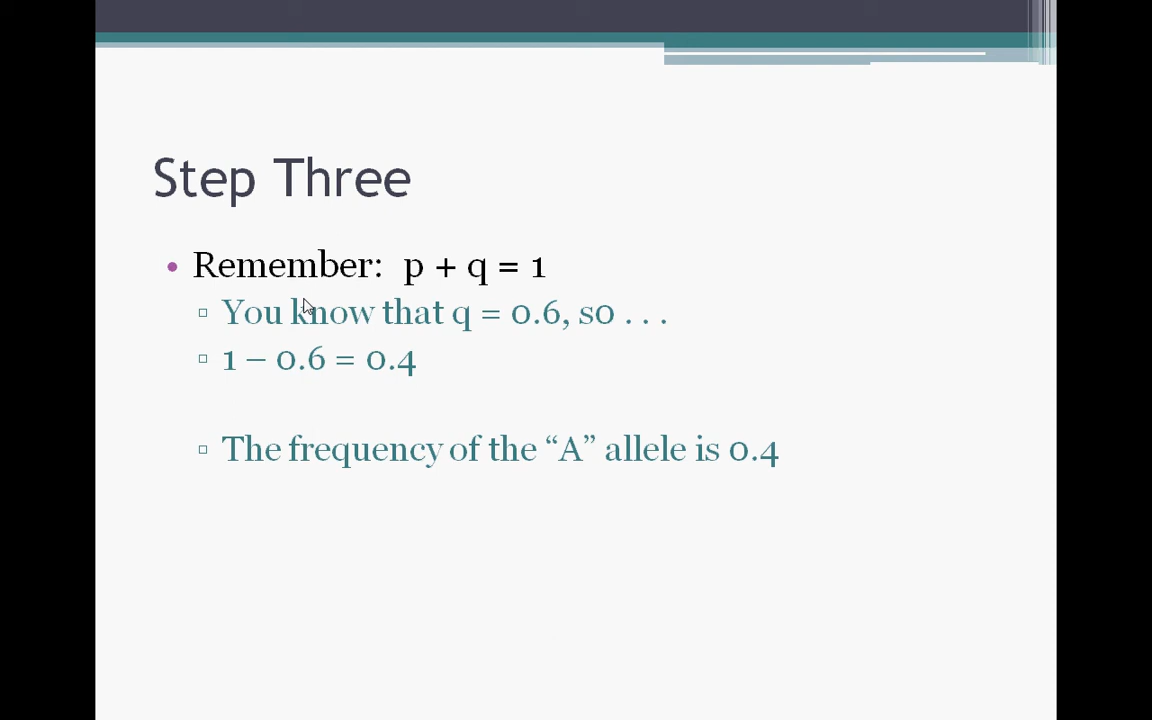 Step Three
• Remember:  p + q = 1
▫ You know that q = 0.6, so . . .
▫ 1 – 0.6 = 0.4
▫ The frequency of the “A” allele is 0.4